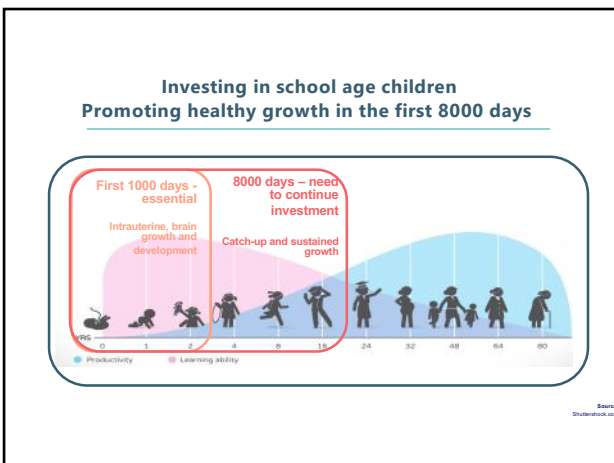 Investing in school age children
Promoting healthy growth in the first 8000 days
First 1000 days -
essential
Intrauterine, brain
growth and
development
8000 days – need
to continue
investment
Catch-up and sustained
growth
YRS
0 1 2 4 8 16 24 32 48 64 80
Productivity Learning ability
Sourc
Shutterstock.co